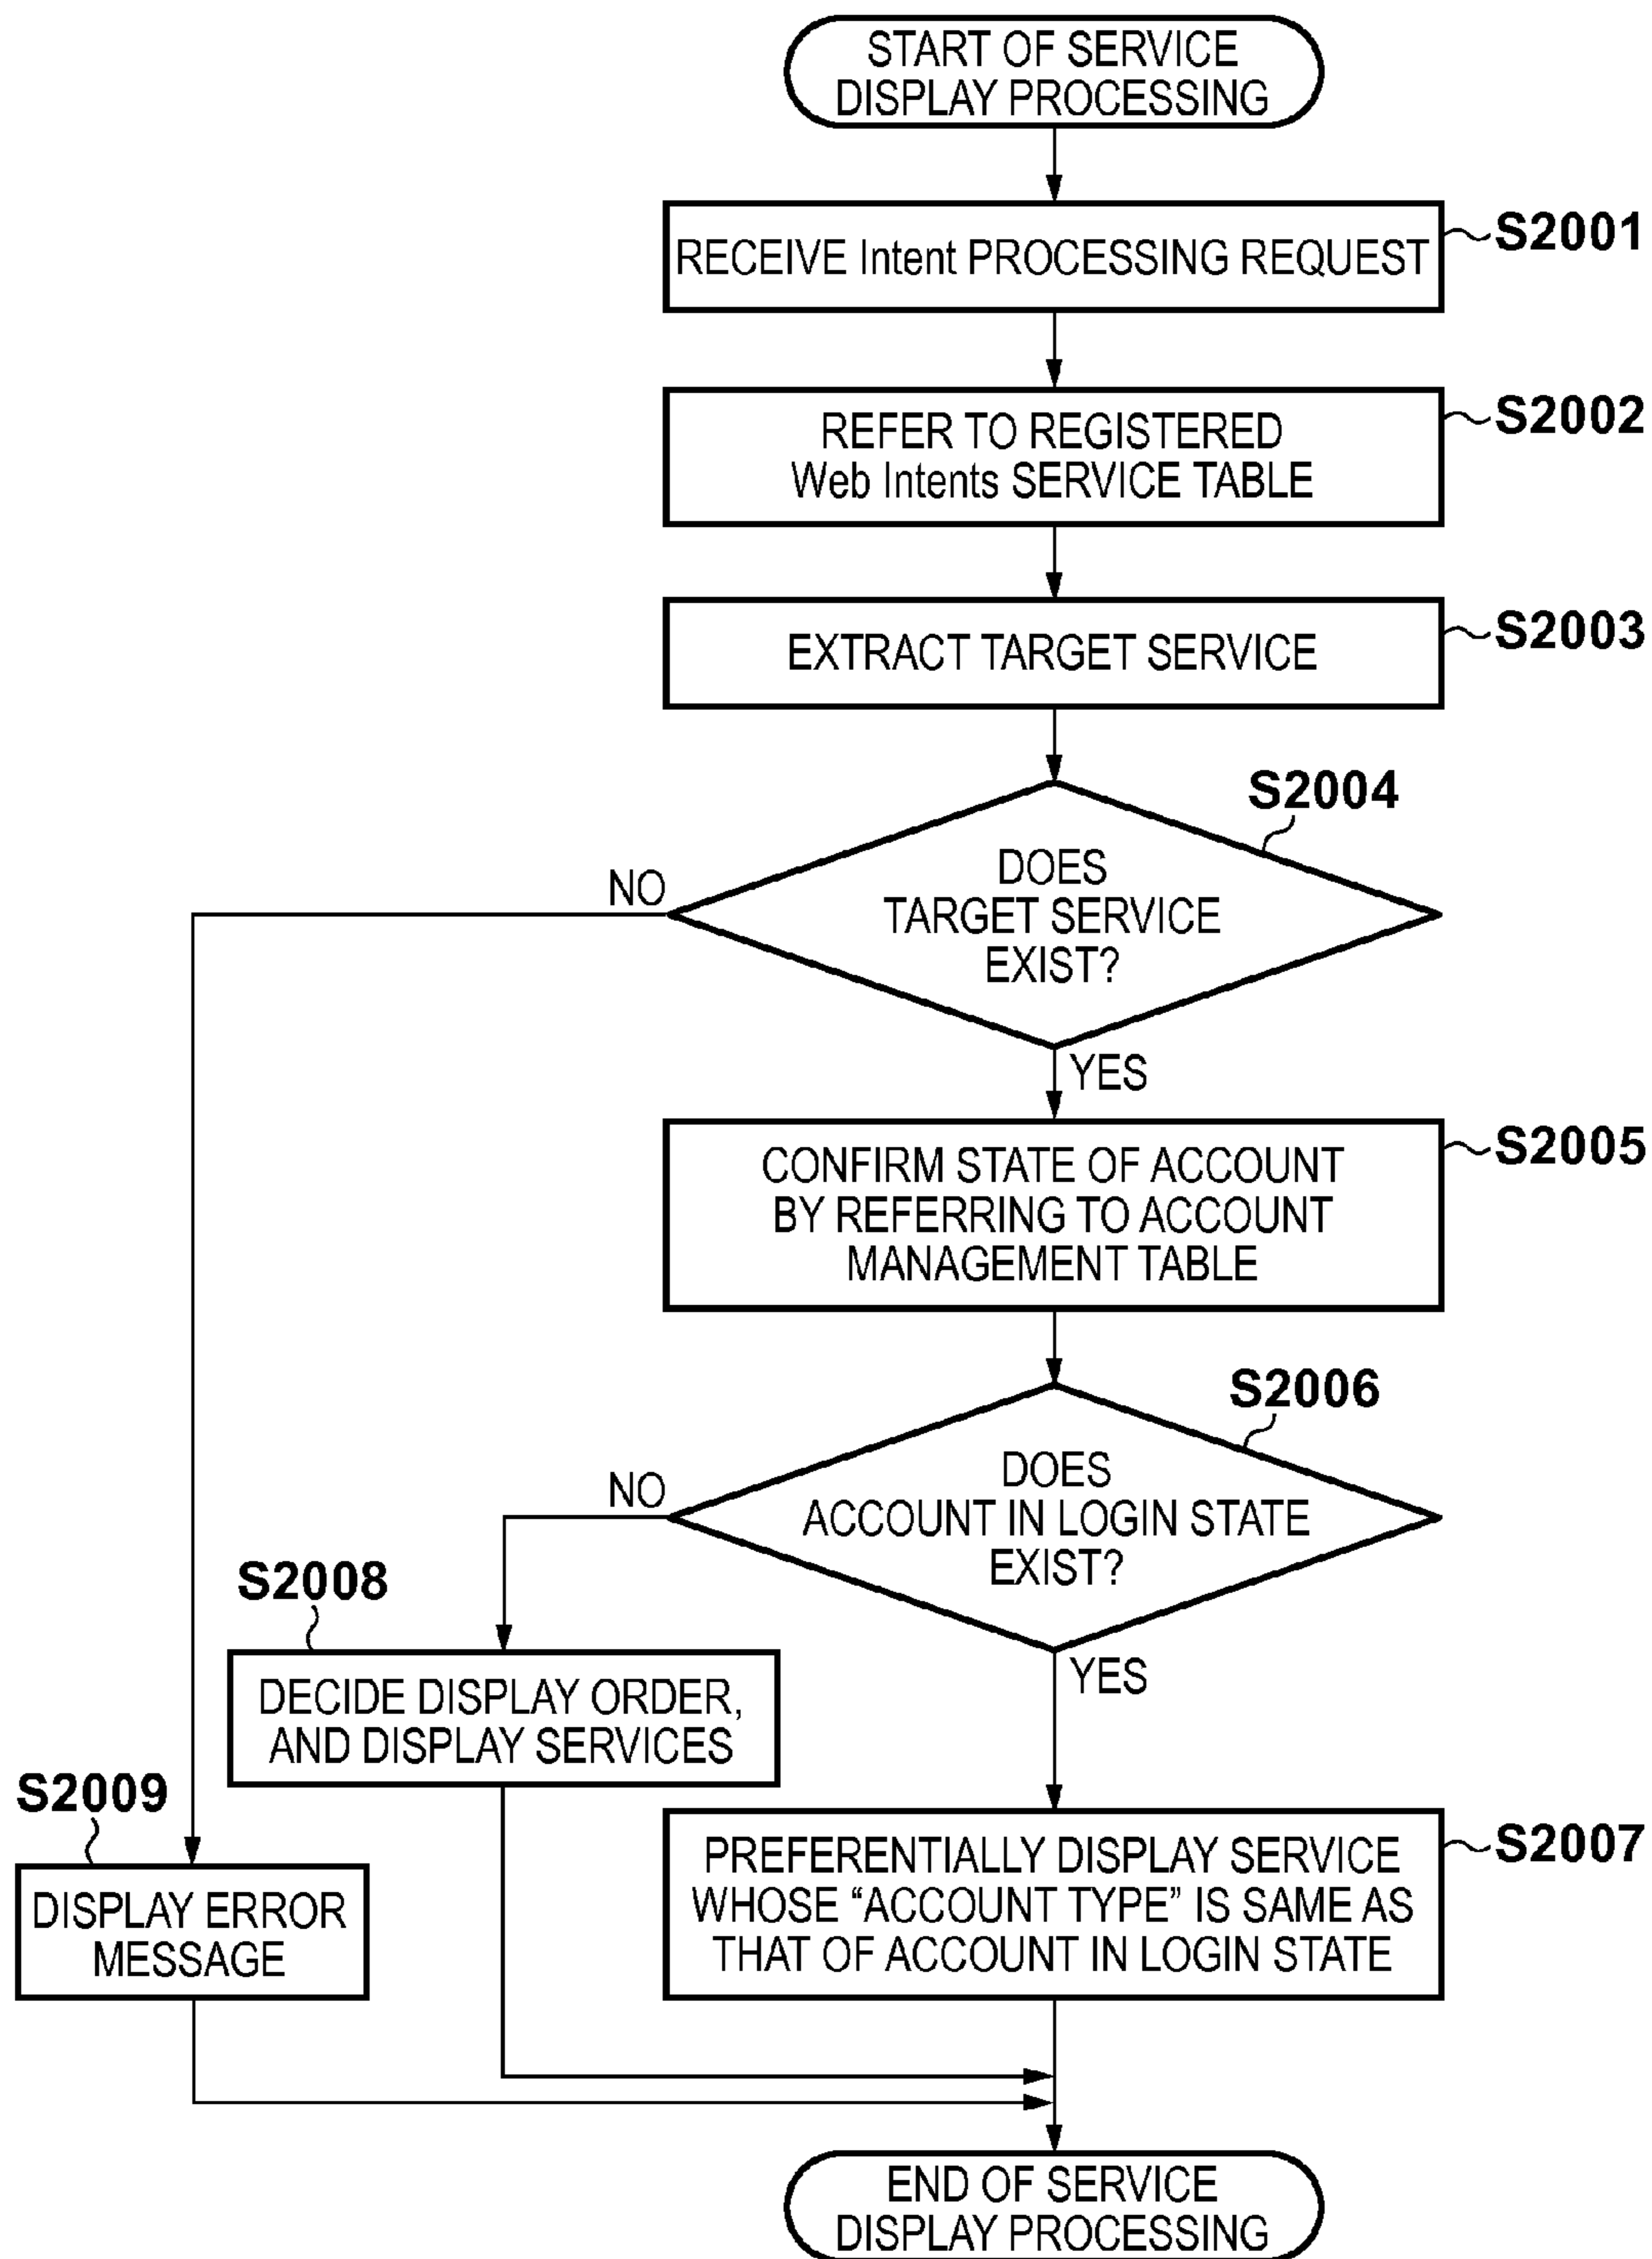 START OF SERVICE
DISPLAY PROCESSING
RECEIVE Intent PROCESSING REQUEST
S2001
REFER TO REGISTERED
Web Intents SERVICE TABLE
S2002
EXTRACT TARGET SERVICE
S2003
S2004
DOES
TARGET SERVICE
EXIST?
NO
YES
CONFIRM STATE OF ACCOUNT
BY REFERRING TO ACCOUNT
MANAGEMENT TABLE
S2005
S2006
DOES
ACCOUNT IN LOGIN STATE
EXIST?
NO
YES
S2008
DECIDE DISPLAY ORDER,
AND DISPLAY SERVICES
S2009
DISPLAY ERROR
MESSAGE
PREFERENTIALLY DISPLAY SERVICE
WHOSE “ACCOUNT TYPE” IS SAME AS
THAT OF ACCOUNT IN LOGIN STATE
S2007
END OF SERVICE
DISPLAY PROCESSING